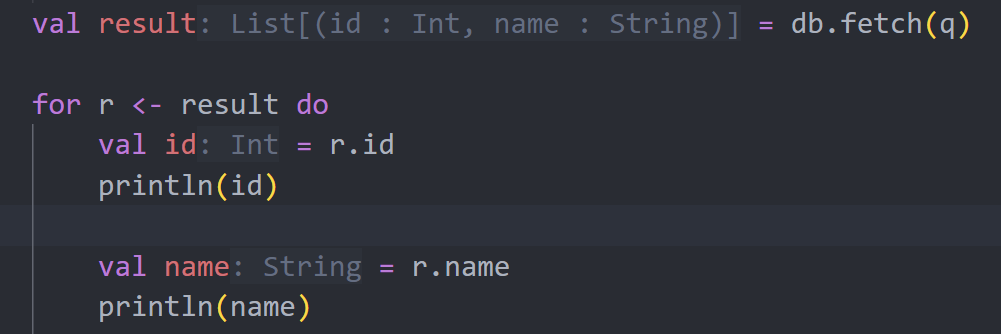 val result: List[(id : Int, name : String)] = db.fetch(q)
for r <- result do
val id: Int = r.id
println(id)
val name: String = r.name
println(name)